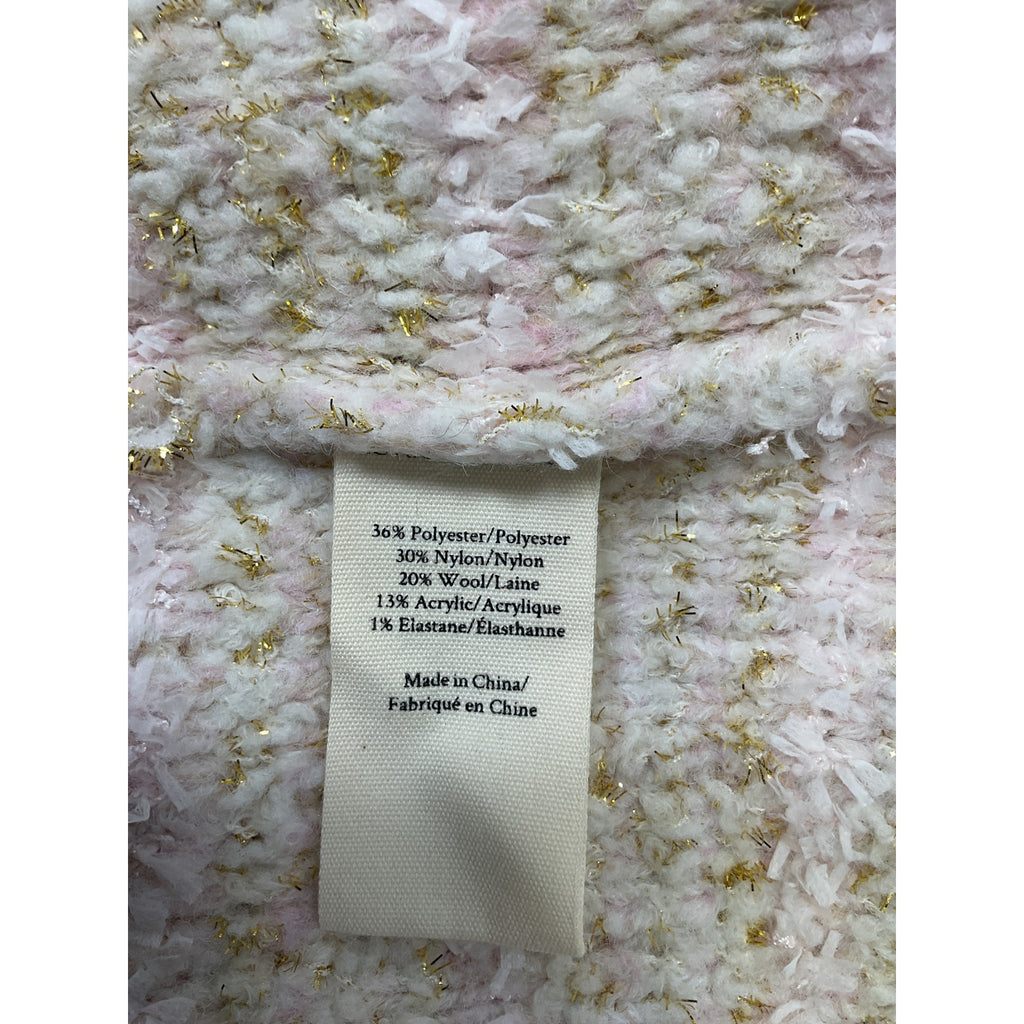 36% Polyester/Polyester
30% Nylon/Nylon
20% Wool/Laine
13% Acrylic/Acrylique
1% Elastane/Élasthanne
Made in China/
Fabriqué en Chine